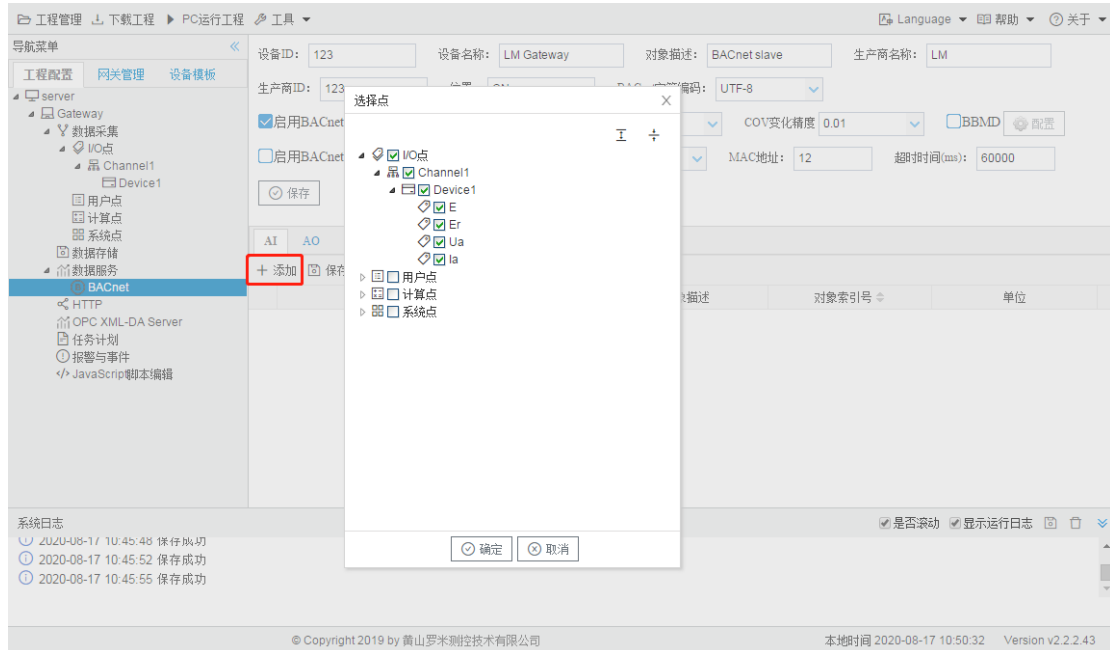 工程管理 下载工程 PC运行工程 工具 Language 帮助 关于
导航菜单
工程配置 网关管理 设备模板
server
Gateway
数据采集
I/O点
Channel1
Device1
用户点
计算点
系统点
数据存储
数据服务
BACnet
HTTP
OPC XML-DA Server
任务计划
报警与事件
JavaScrip脚本编辑
设备ID: 123 设备名称: LM Gateway 对象描述: BACnet slave 生产商名称: LM
生产商ID: 123 UTF-8
启用BACnet COV变化精度 0.01 BBMD 配置
启用BACnet MAC地址: 12 超时时间(ms): 60000
保存
AI AO
添加 保存
描述 对象索引号 单位
选择点
I/O点
Channel1
Device1
E
Er
Ua
Ia
用户点
计算点
系统点
确定 取消
系统日志 是否滚动 显示运行日志
2020-08-17 10:45:48 保存成功
2020-08-17 10:45:52 保存成功
2020-08-17 10:45:55 保存成功
© Copyright 2019 by 黄山罗米测控技术有限公司 本地时间 2020-08-17 10:50:32 Version v2.2.2.43